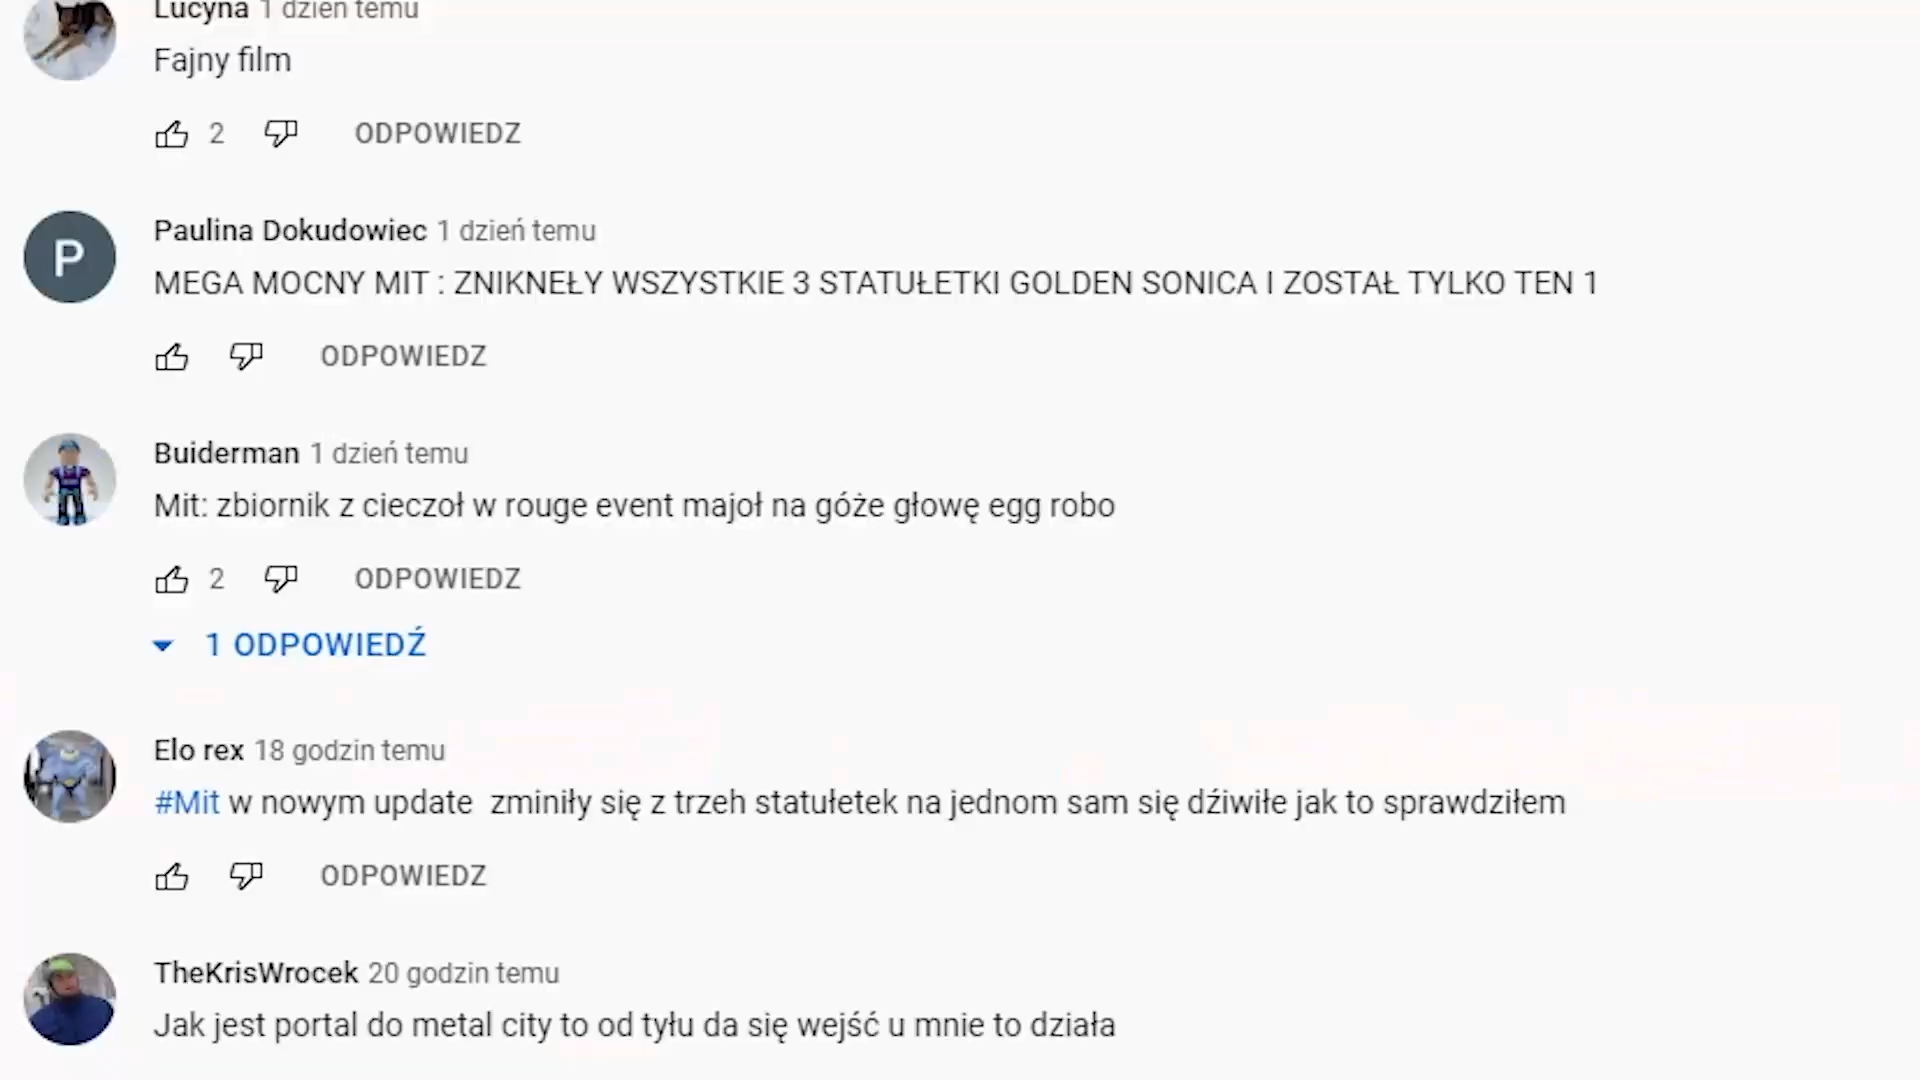 Lucyna 1 dzień temu
Fajny film
2 ODPOWIEDZ
P
Paulina Dokudowiec 1 dzień temu
MEGA MOCNY MIT : ZNIKNEŁY WSZYSTKIE 3 STATUŁETKI GOLDEN SONICA I ZOSTAŁ TYLKO TEN 1
ODPOWIEDZ
Buiderman 1 dzień temu
Mit: zbiornik z cieczoł w rouge event majoł na góże głowę egg robo
2 ODPOWIEDZ
1 ODPOWIEDŹ
Elo rex 18 godzin temu
#Mit w nowym update  zminiły się z trzeh statułetek na jednom sam się dźiwiłe jak to sprawdziłem
ODPOWIEDZ
TheKrisWrocek 20 godzin temu
Jak jest portal do metal city to od tyłu da się wejść u mnie to działa